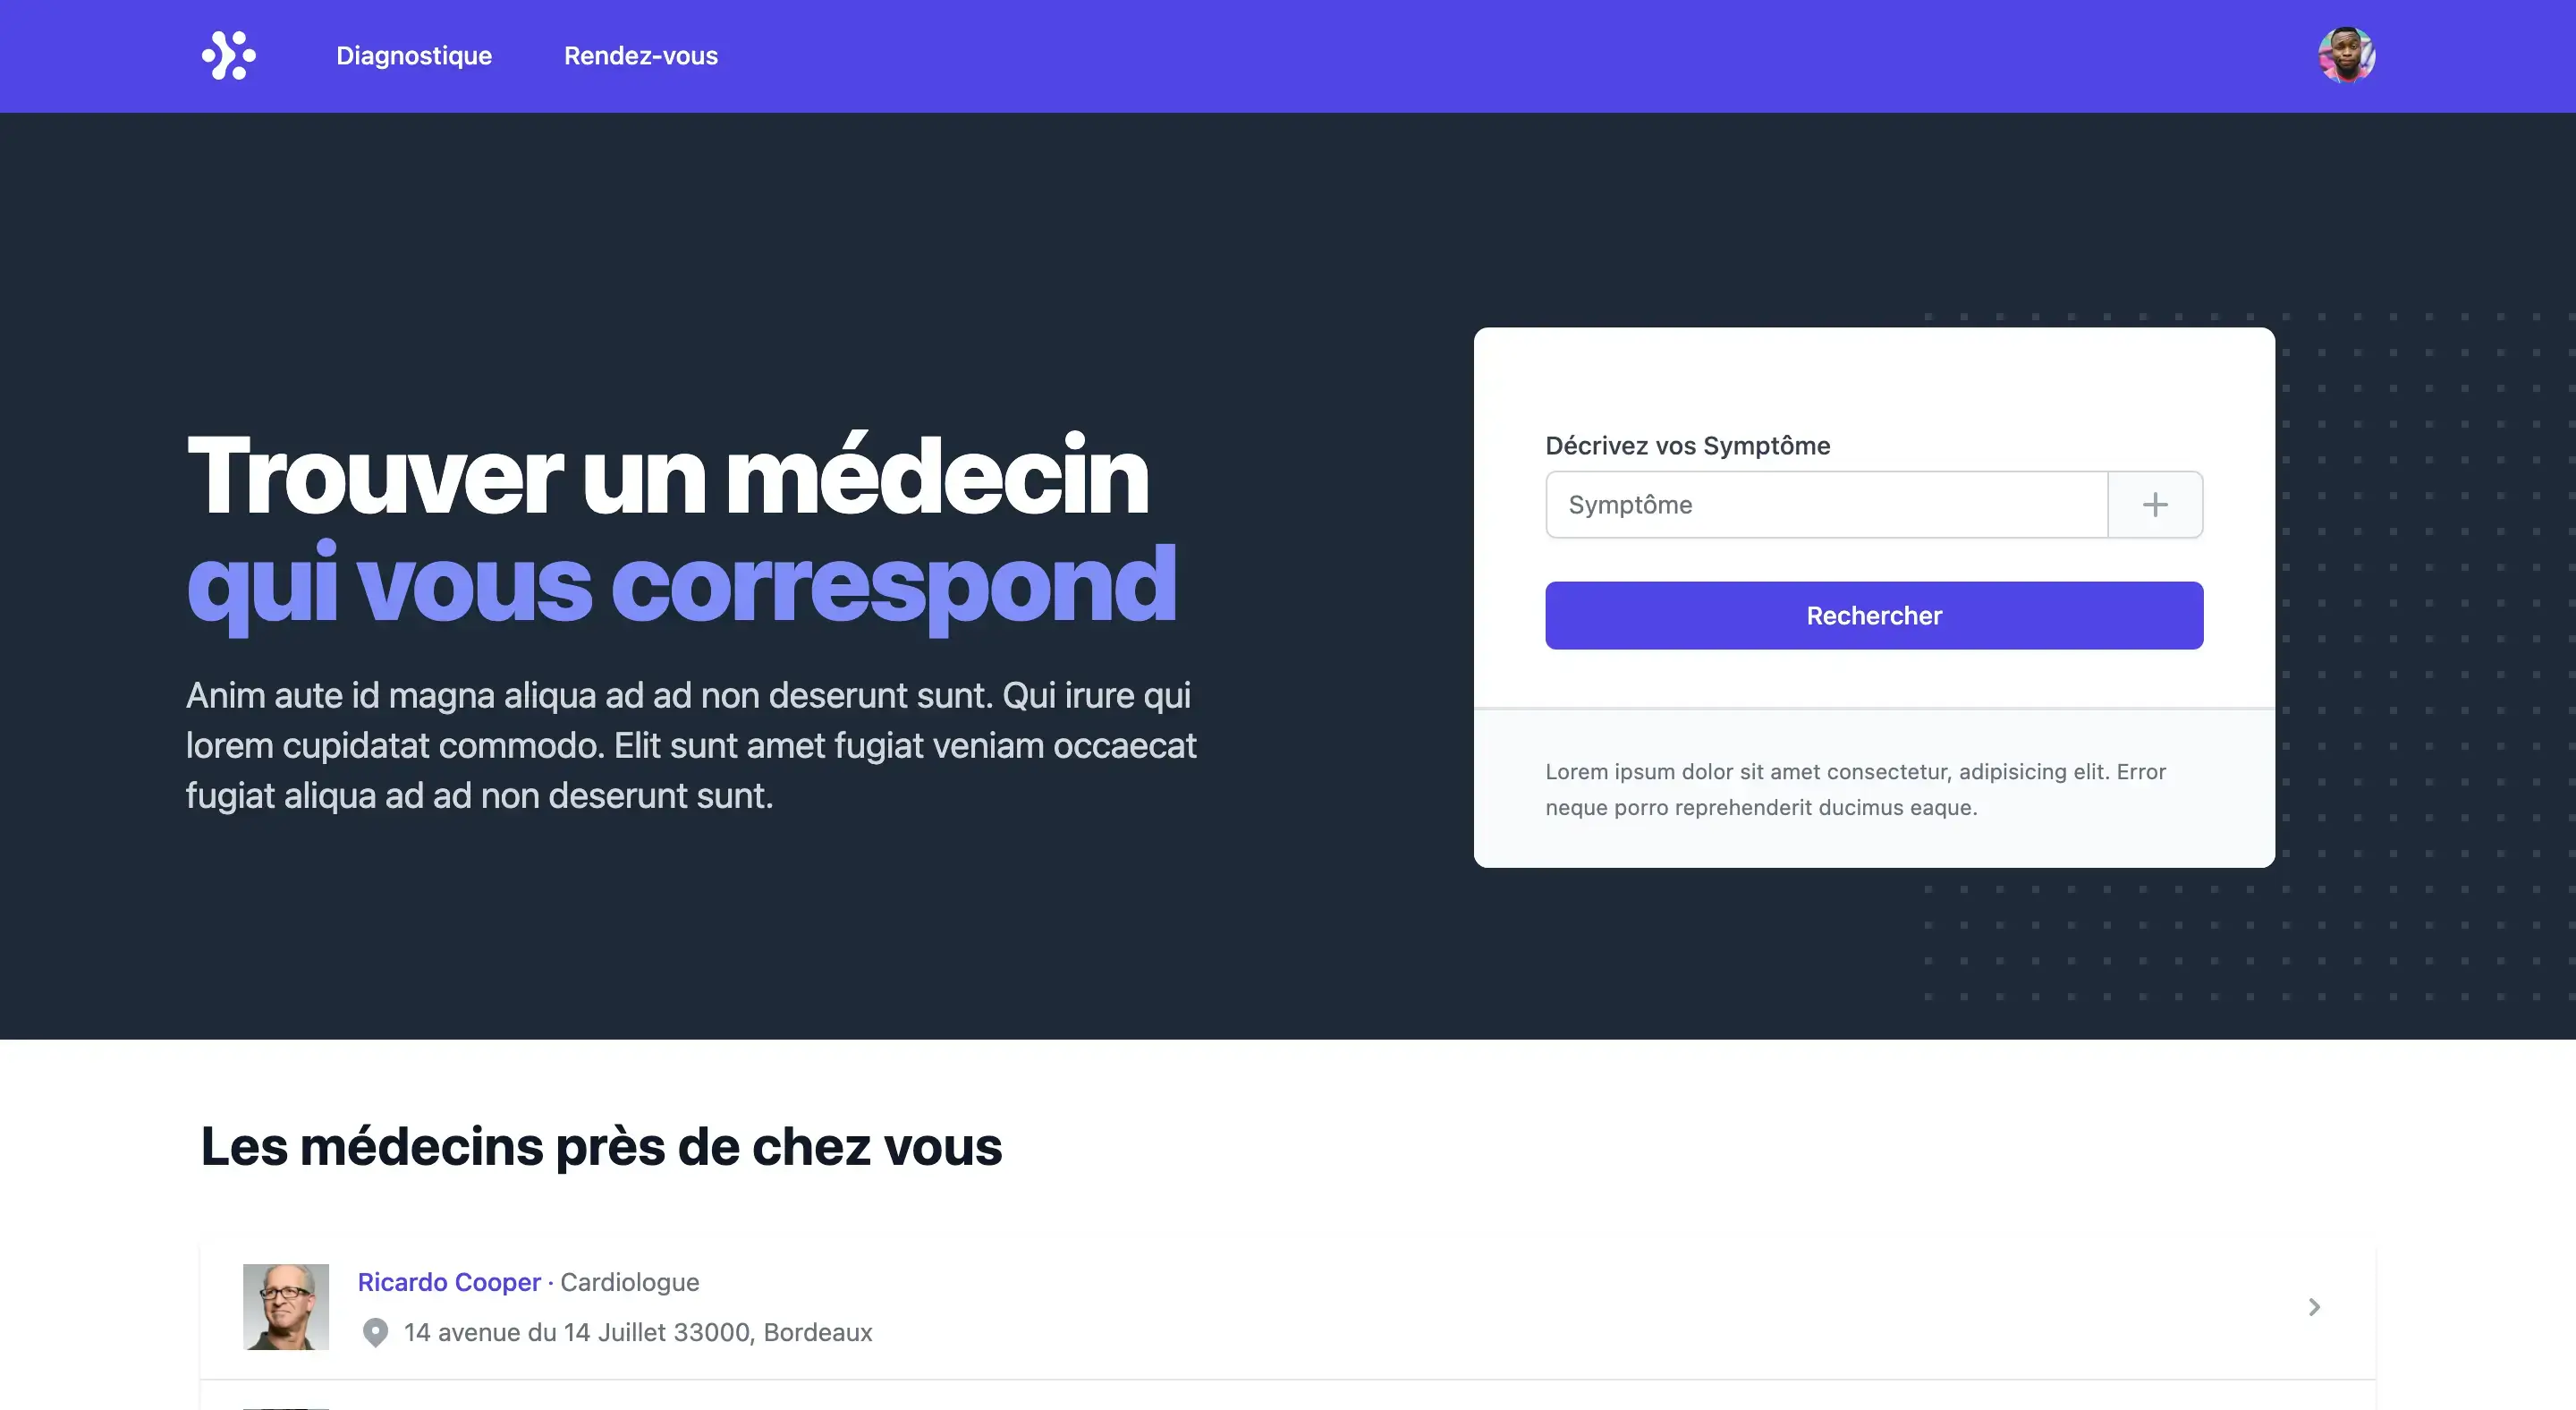 Diagnostique
Rendez-vous
Trouver un médecin
qui vous correspond
Anim aute id magna aliqua ad ad non deserunt sunt. Qui irure qui
lorem cupidatat commodo. Elit sunt amet fugiat veniam occaecat
fugiat aliqua ad ad non deserunt sunt.
Décrivez vos Symptôme
Symptôme
Rechercher
Lorem ipsum dolor sit amet consectetur, adipisicing elit. Error
neque porro reprehenderit ducimus eaque.
Les médecins près de chez vous
Ricardo Cooper · Cardiologue
14 avenue du 14 Juillet 33000, Bordeaux